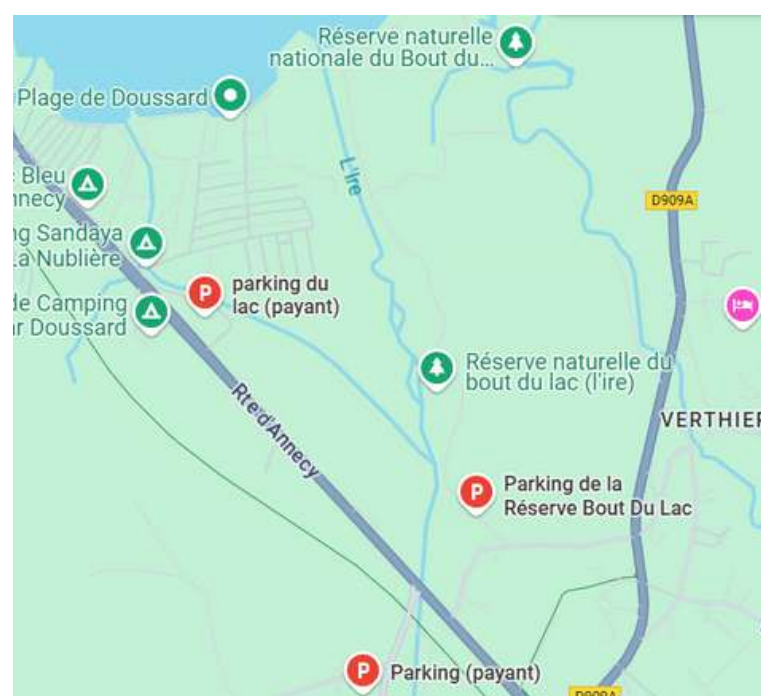 Réserve naturelle
nationale du Bout du...
Plage de Doussard
L'Ire
Bleu
D909A
Sandaya
La Nublière
parking du
lac (payant)
P
de Camping
Doussard
Réserve naturelle du
bout du lac (l'ire)
Rte d'Annecy
VERTHIER
Parking de la
Réserve Bout Du Lac
P
Parking (payant)
P
D909A